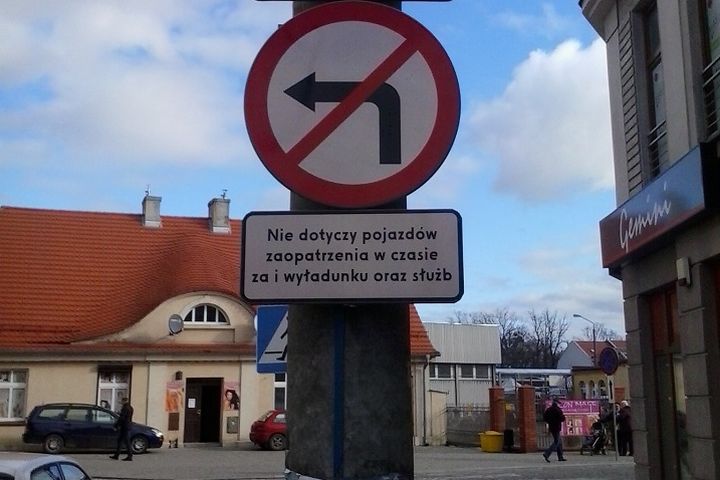 Nie dotyczy pojazdów
zaopatrzenia w czasie
za i wyładunku oraz służb
Gemini